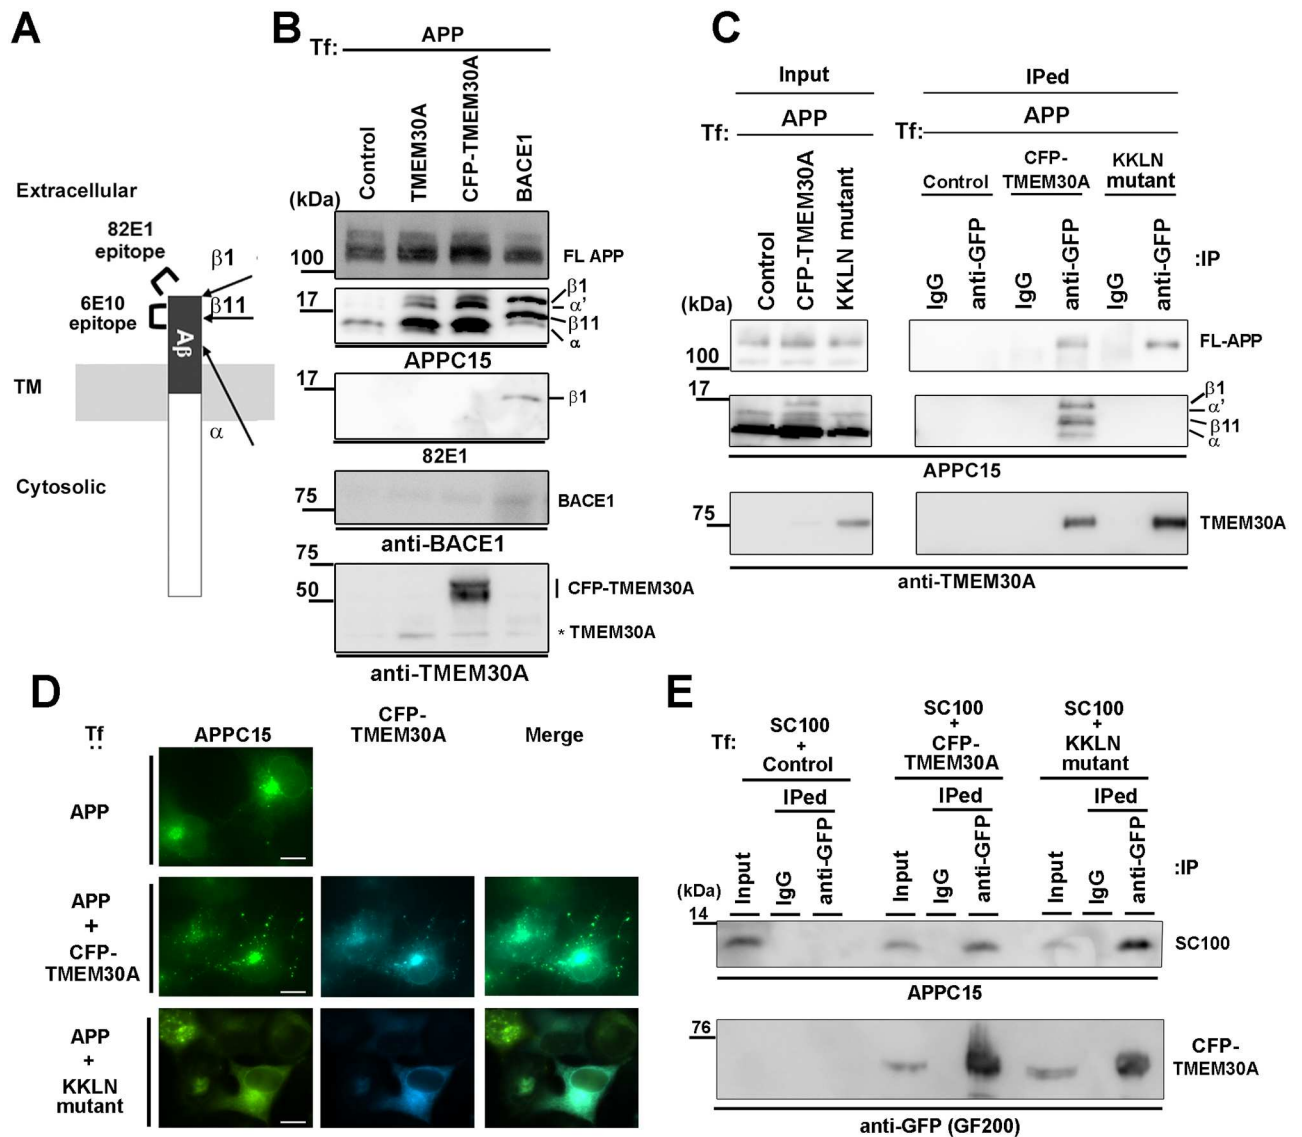 A
Extracellular
82E1
epitope
β1
6E10
epitope
β11
Aβ
TM
α
Cytosolic
B
Tf:
APP
Control
TMEM30A
CFP-TMEM30A
BACE1
(kDa)
100
FL APP
17
β1
α'
β11
α
APPC15
17
β1
82E1
75
BACE1
anti-BACE1
75
50
CFP-TMEM30A
* TMEM30A
anti-TMEM30A
C
Input
IPed
Tf:
APP
Tf:
APP
Control
CFP-TMEM30A
KKLN mutant
Control
CFP-
TMEM30A
KKLN
mutant
IgG
anti-GFP
IgG
anti-GFP
IgG
anti-GFP
:IP
(kDa)
100
FL-APP
17
β1
α'
β11
α
APPC15
75
TMEM30A
anti-TMEM30A
D
Tf
:
APPC15
CFP-
TMEM30A
Merge
APP
APP
+
CFP-
TMEM30A
APP
+
KKLN
mutant
E
Tf:
SC100
+
Control
SC100
+
CFP-
TMEM30A
SC100
+
KKLN
mutant
IPed
IPed
IPed
Input
IgG
anti-GFP
Input
IgG
anti-GFP
Input
IgG
anti-GFP
:IP
(kDa)
14
SC100
APPC15
76
CFP-
TMEM30A
anti-GFP (GF200)